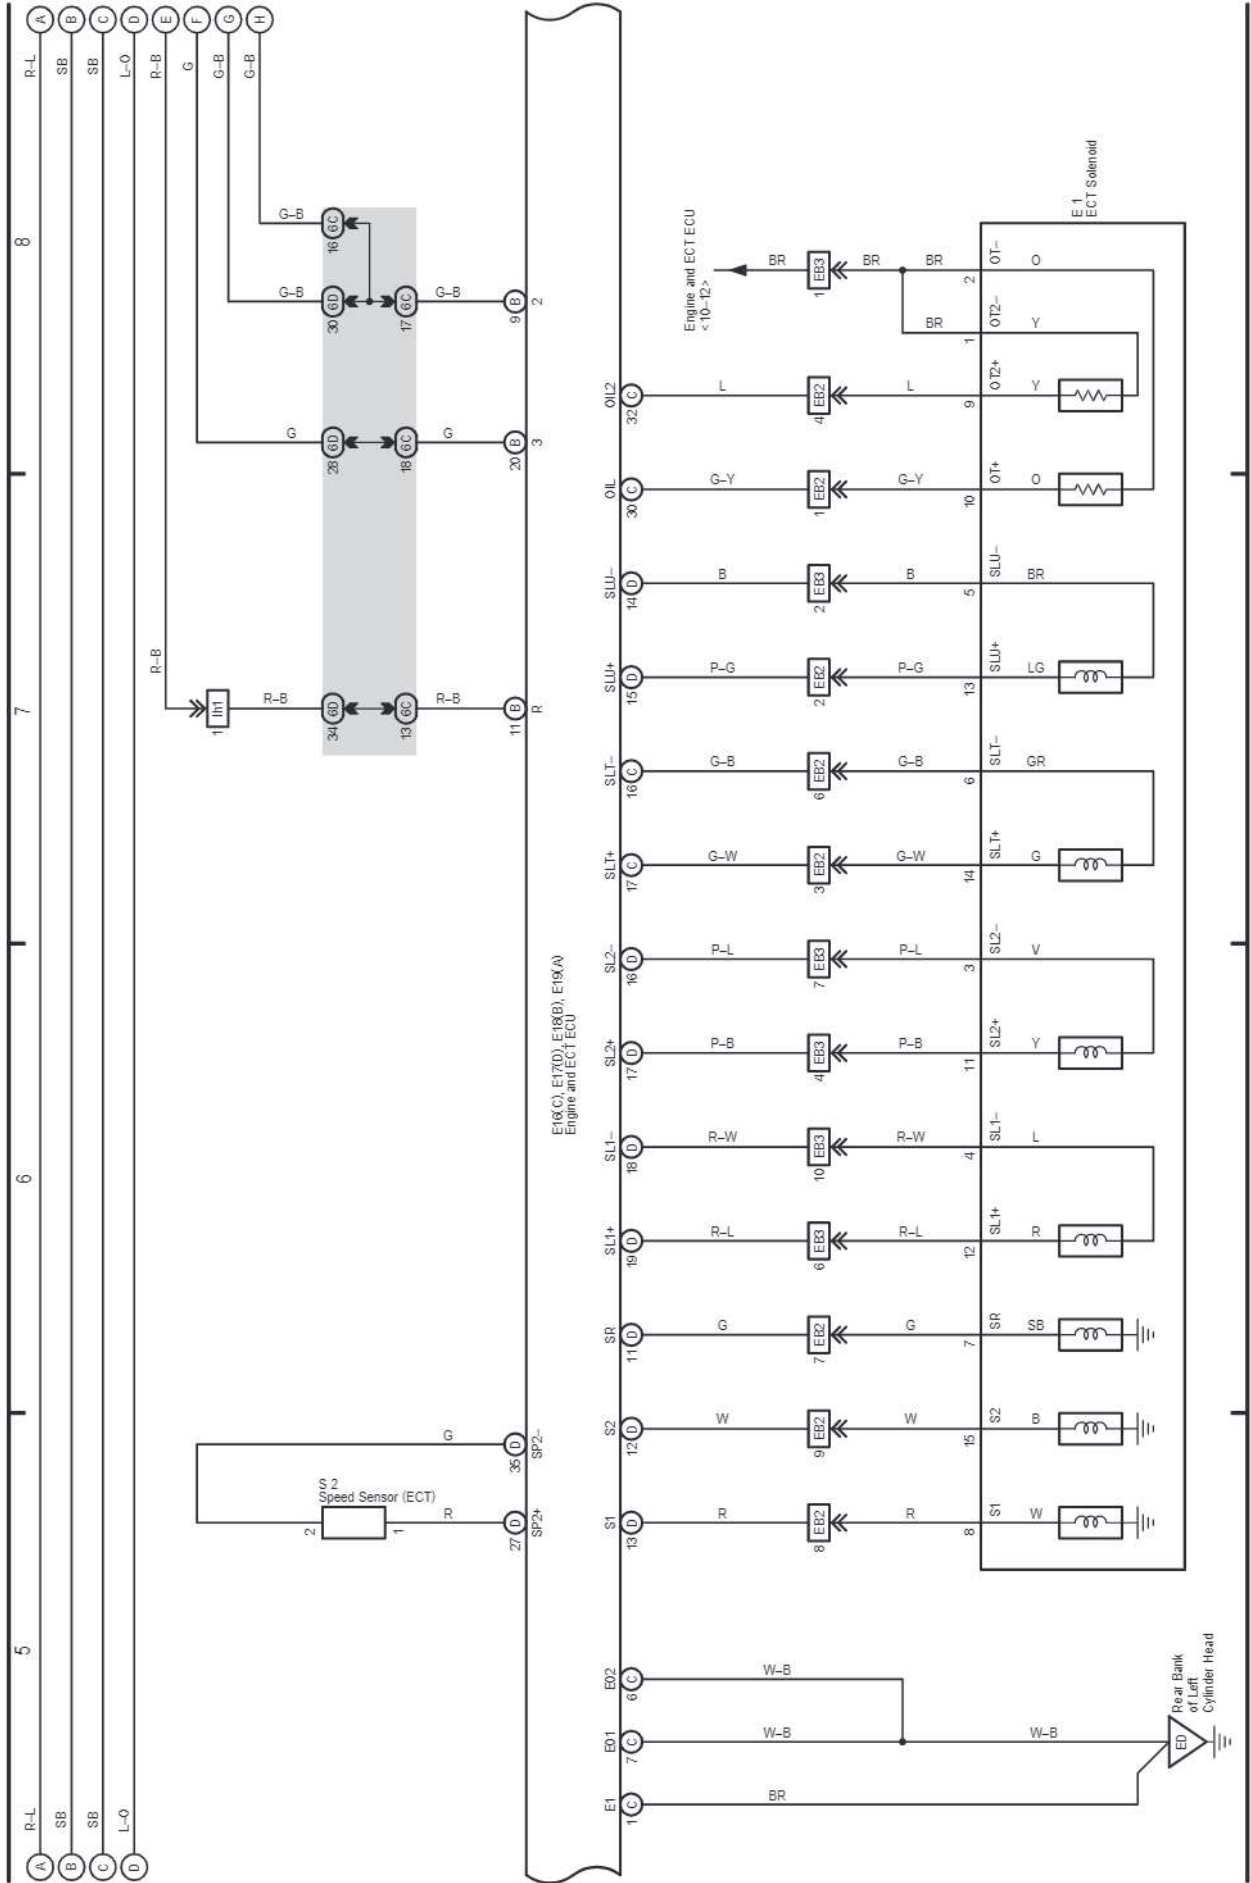 5 6 7 8
A R–L R–L A
B SB SB B
C SB SB C
D L–O L–O D
R–B R–B E
G F
G–B G
G–B H
1 Ih1
R–B G G–B G–B
S 2
Speed Sensor (ECT)
2 1
34 6D 28 6D 30 6D 16 6C
13 6C 18 6C 17 6C
R G R–B G G–B
27 D 35 D 11 B 20 B 9 B
SP2+ SP2– R 3 2
E16(C), E17(D), E18(B), E19(A)
Engine and ECT ECU
E1 E01 E02 S1 S2 SR SL1+ SL1– SL2+ SL2– SLT+ SLT– SLU+ SLU– OIL OIL2
1 C 7 C 6 C 13 D 12 D 11 D 19 D 18 D 17 D 16 D 17 C 16 C 15 D 14 D 30 C 32 C
Engine and ECT ECU
<10–12>
BR W–B W–B R W G R–L R–W P–B P–L G–W G–B P–G B G–Y L BR
8 EB2 9 EB2 7 EB2 6 EB3 10 EB3 4 EB3 7 EB3 3 EB2 6 EB2 2 EB2 2 EB3 1 EB2 4 EB2 1 EB3
R W G R–L R–W P–B P–L G–W G–B P–G B G–Y L BR
BR BR
8 15 7 12 4 11 3 14 6 13 5 10 9 1 2
S1 S2 SR SL1+ SL1– SL2+ SL2– SLT+ SLT– SLU+ SLU– OT+ OT2+ OT2– OT–
W–B W B SB R L Y V G GR LG BR O Y Y O
E 1
ECT Solenoid
ED
Rear Bank
of Left
Cylinder Head